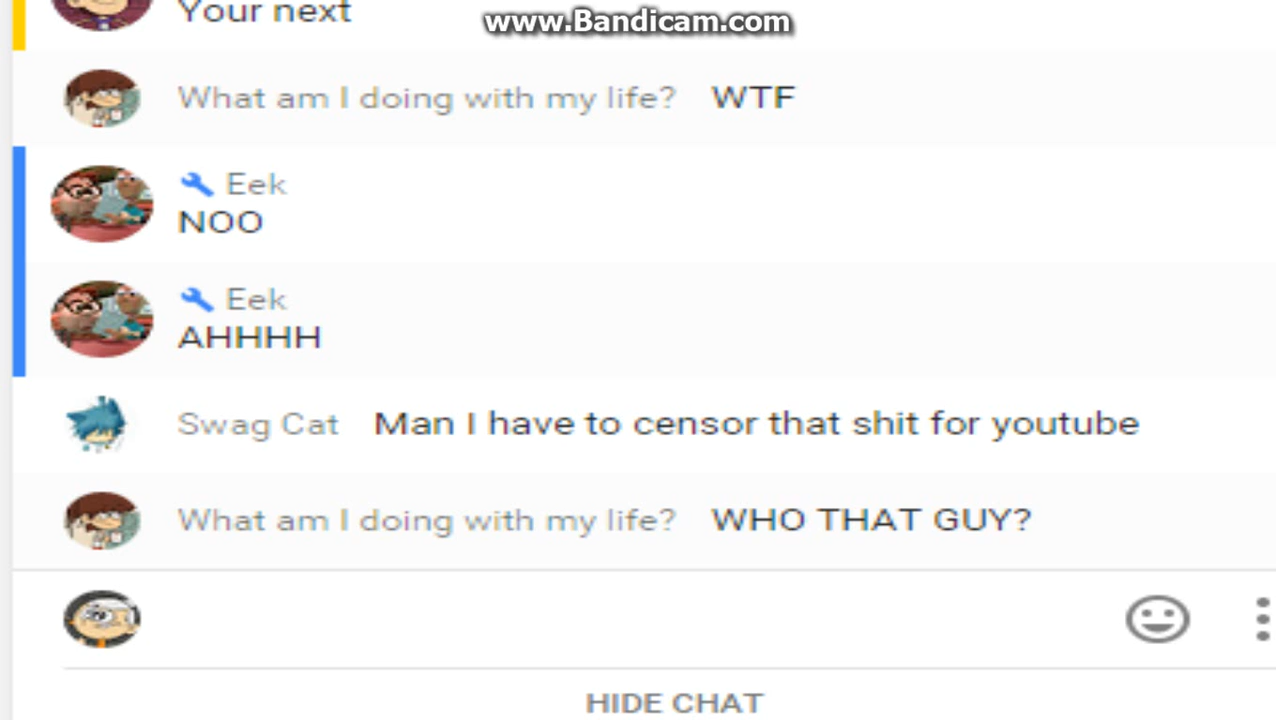 www.Bandicam.com
Your next
What am I doing with my life? WTF
Eek
NOO
Eek
AHHHH
Swag Cat Man I have to censor that shit for youtube
What am I doing with my life? WHO THAT GUY?
HIDE CHAT